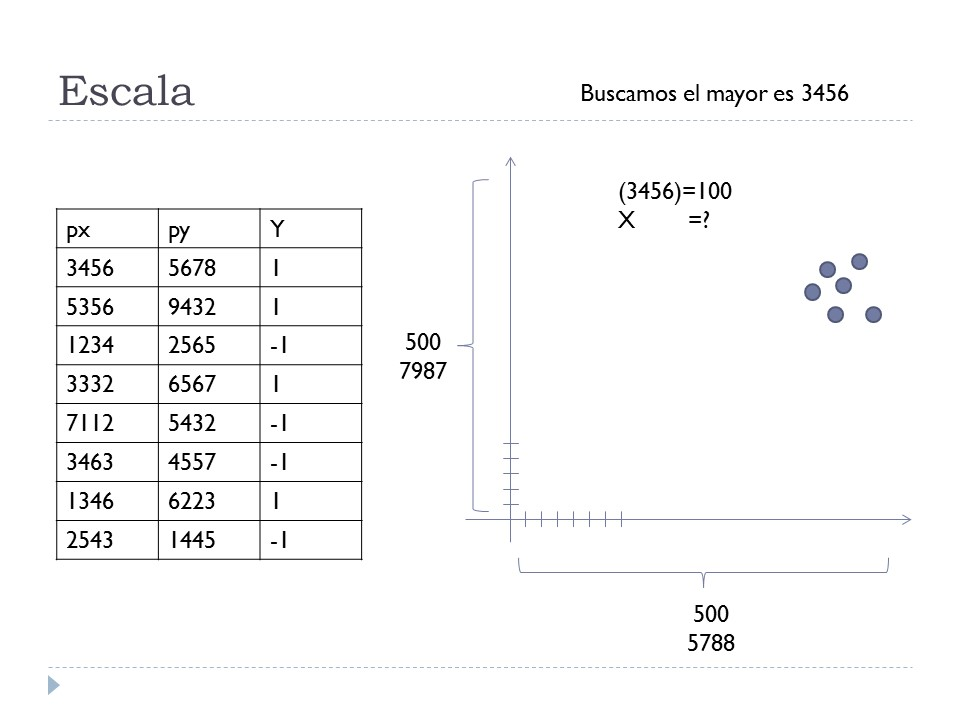 Escala
Buscamos el mayor es 3456
px py Y
3456 5678 1
5356 9432 1
1234 2565 -1
3332 6567 1
7112 5432 -1
3463 4557 -1
1346 6223 1
2543 1445 -1
(3456)=100
X =?
500
7987
500
5788